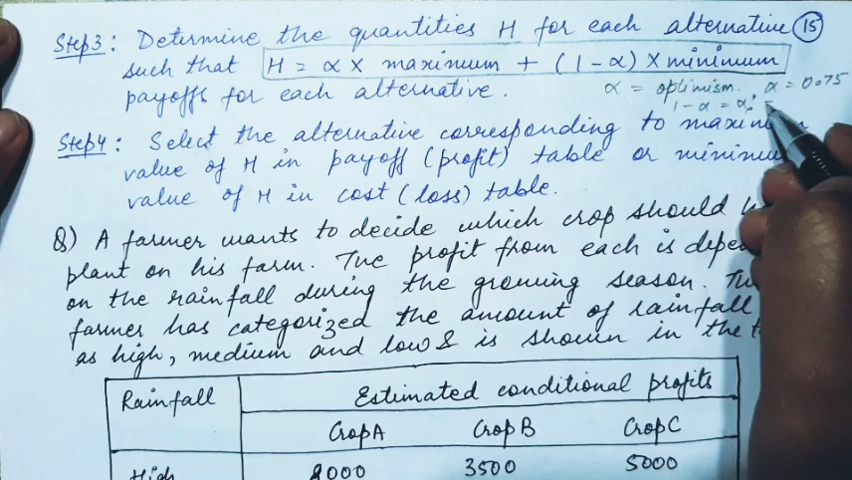 Step3: Determine the quantities H for each alternative 15
such that H = α X maximum + (1-α) X minimum
payoffs for each alternative.
α = optimism. α = 0.75
1-α = α
Step4: Select the alternative corresponding to
value of H in payoff (profit) table or
value of H in cost (loss) table.
Q) A farmer wants to decide which crop should
plant on his farm. The profit from each is
on the rainfall during the growing season.
farmer has categorized the amount of rainfall
as high, medium and low & is shown in the
Rainfall Estimated conditional profits
Crop A Crop B Crop C
High 8000 3500 5000